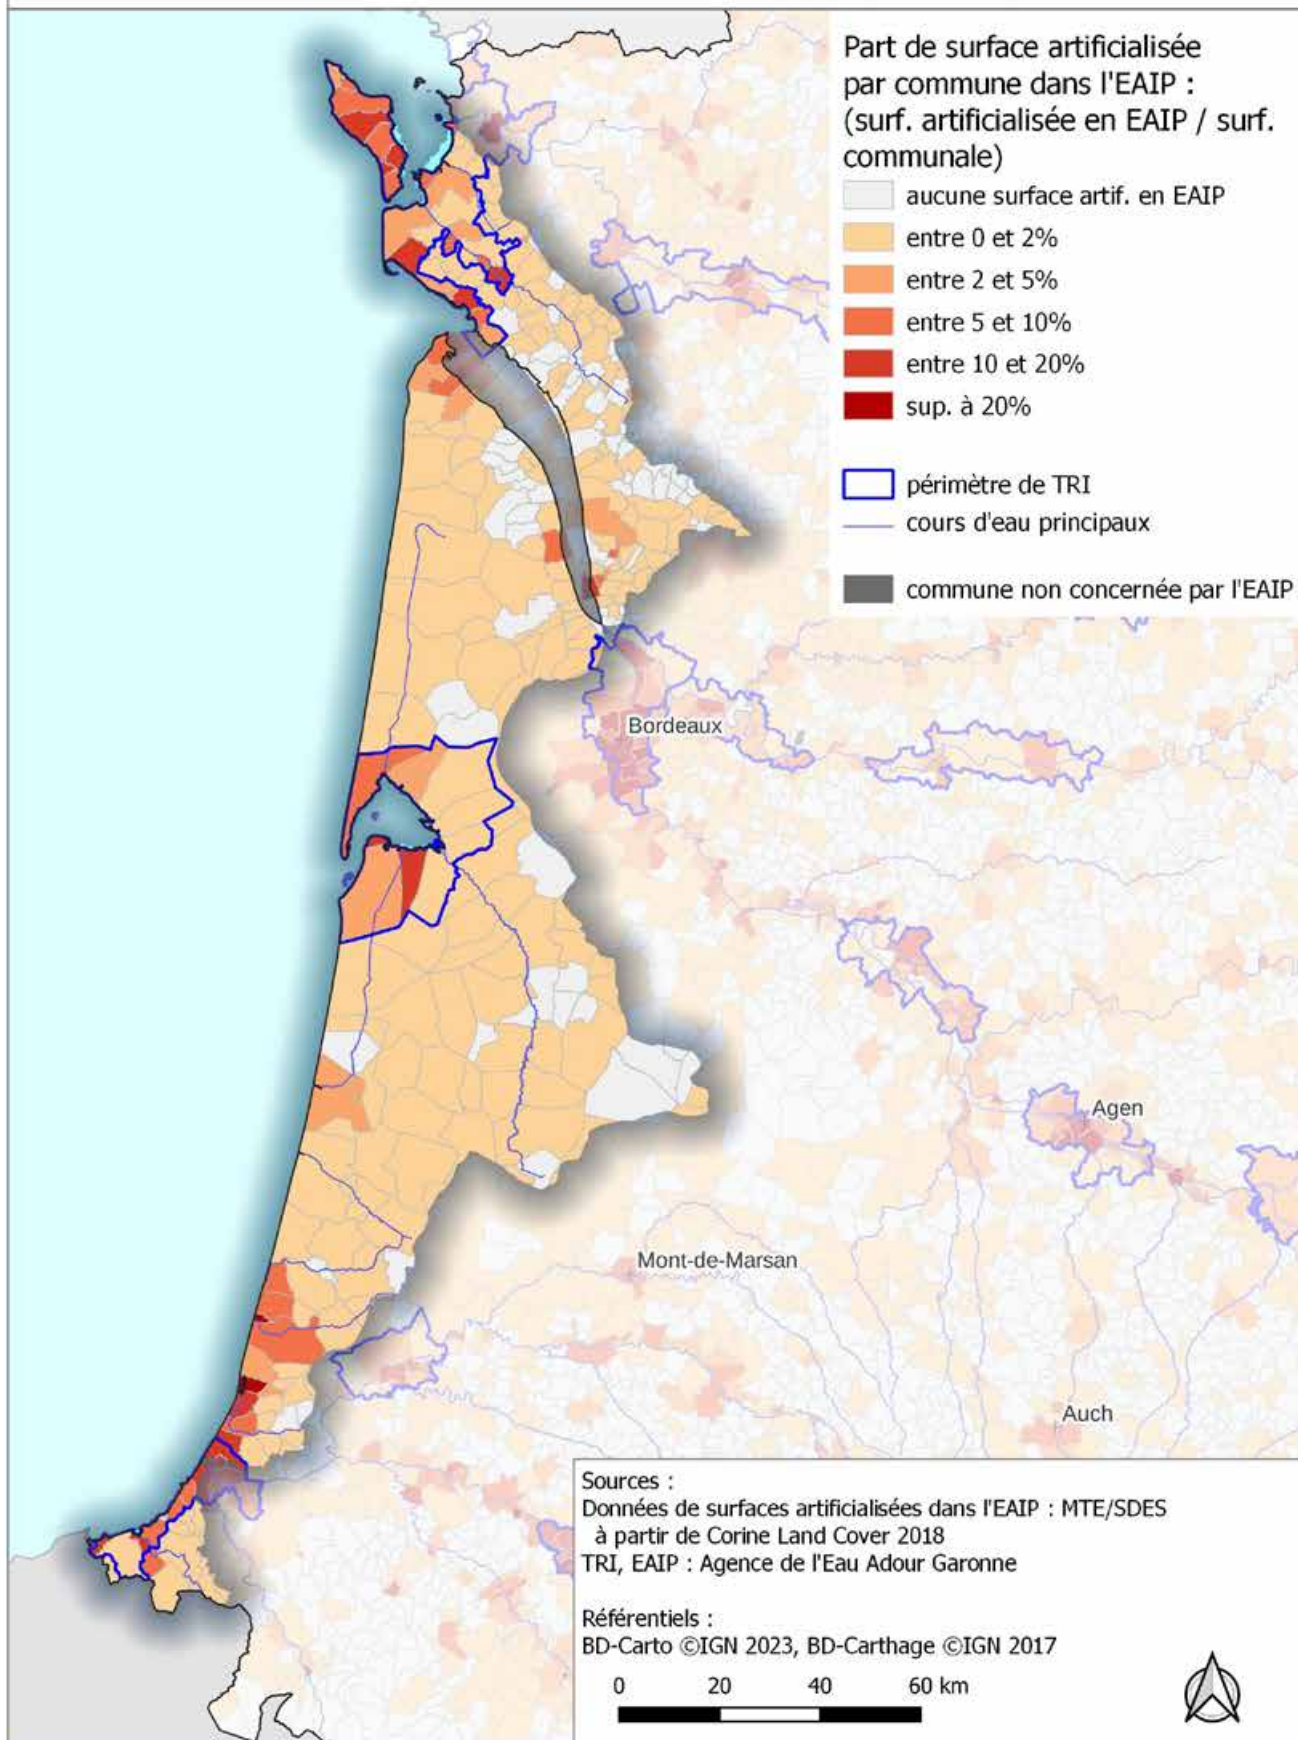 Part de surface artificialisée
par commune dans l'EAIP :
(surf. artificialisée en EAIP / surf.
communale)
aucune surface artif. en EAIP
entre 0 et 2%
entre 2 et 5%
entre 5 et 10%
entre 10 et 20%
sup. à 20%
périmètre de TRI
cours d'eau principaux
commune non concernée par l'EAIP
Bordeaux
Agen
Mont-de-Marsan
Auch
Sources :
Données de surfaces artificialisées dans l'EAIP : MTE/SDES
à partir de Corine Land Cover 2018
TRI, EAIP : Agence de l'Eau Adour Garonne
Référentiels :
BD-Carto ©IGN 2023, BD-Carthage ©IGN 2017
0 20 40 60 km